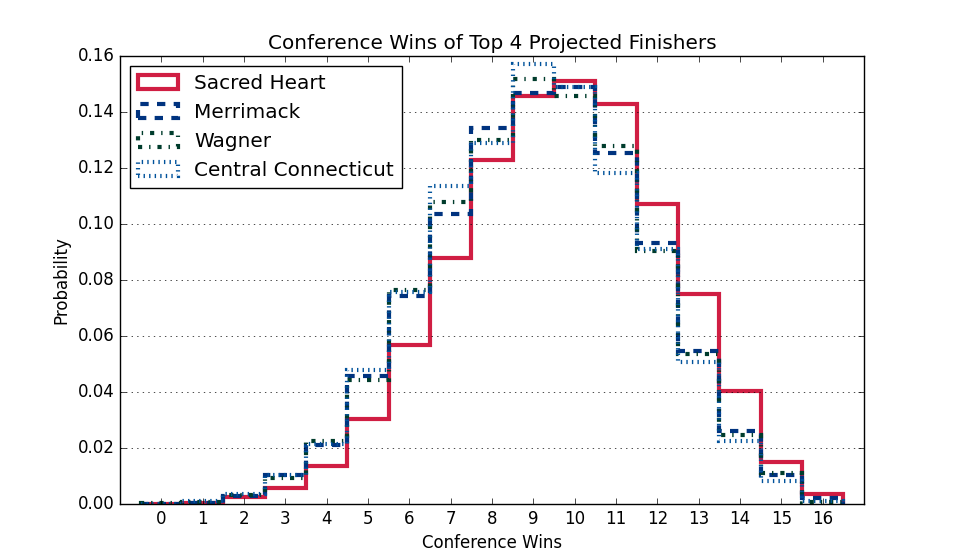 Conference Wins of Top 4 Projected Finishers
Sacred Heart
Merrimack
Wagner
Central Connecticut
0.16
0.14
0.12
0.10
0.08
0.06
0.04
0.02
0.00
Probability
0 1 2 3 4 5 6 7 8 9 10 11 12 13 14 15 16
Conference Wins